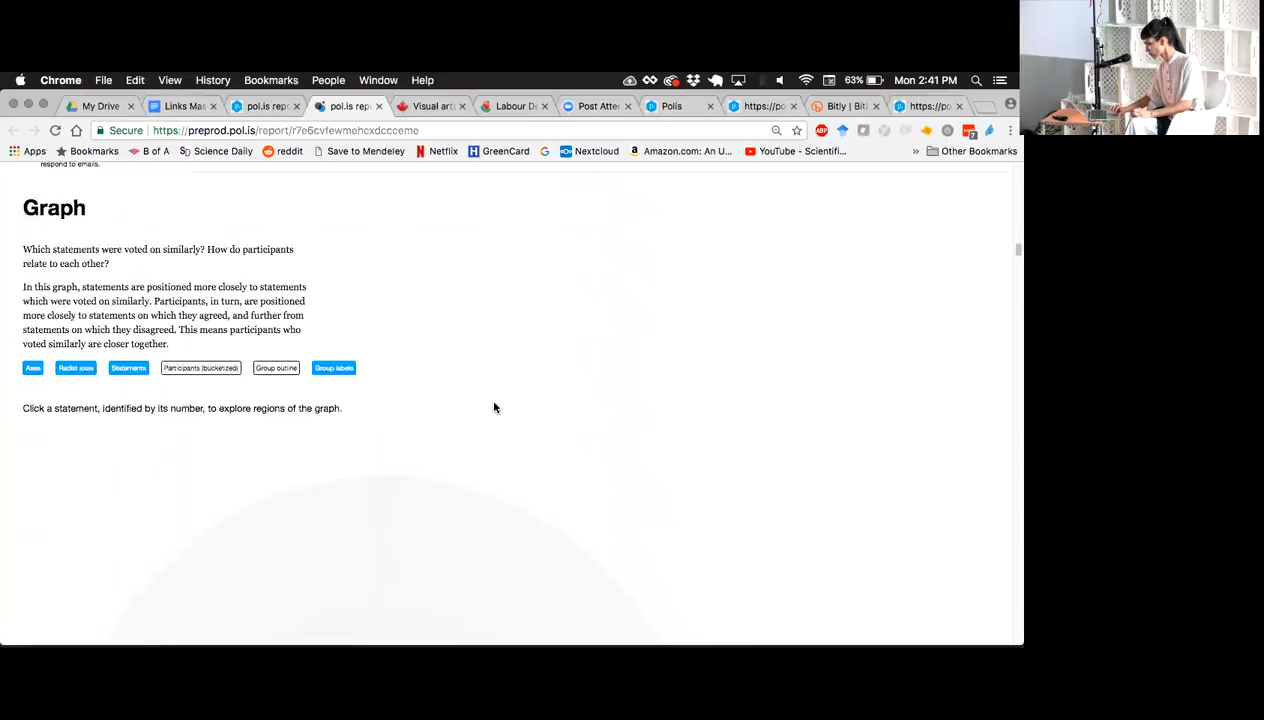 Chrome File Edit View History Bookmarks People Window Help 63% Mon 2:41 PM
My Drive Links Mas pol.is repo pol.is repo Visual art Labour De Post Atte Polis https://po Bitly | Bitl https://po
Secure https://preprod.pol.is/report/r7e6cvfewmehcxdccceme
Apps Bookmarks B of A Science Daily reddit Save to Mendeley Netflix GreenCard Nextcloud Amazon.com: An U... YouTube - Scientifi... » Other Bookmarks
respond to emails.
Graph
Which statements were voted on similarly? How do participants
relate to each other?
In this graph, statements are positioned more closely to statements
which were voted on similarly. Participants, in turn, are positioned
more closely to statements on which they agreed, and further from
statements on which they disagreed. This means participants who
voted similarly are closer together.
Axes Radial axes Statements Participants (bucketized) Group outline Group labels
Click a statement, identified by its number, to explore regions of the graph.